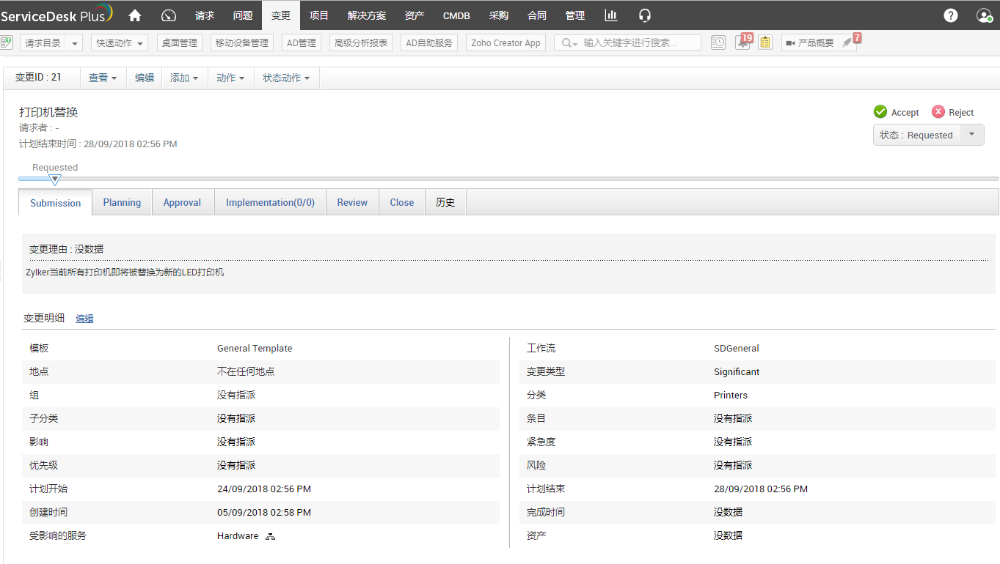 ServiceDesk Plus 请求 问题 变更 项目 解决方案 资产 CMDB 采购 合同 管理
请求目录 快速动作 桌面管理 移动设备管理 AD管理 高级分析报表 AD自助服务 Zoho Creator App 输入关键字进行搜索... 19 产品概要 7
变更ID : 21 查看 编辑 添加 动作 状态动作
打印机替换 Accept Reject
请求者 : -
状态 : Requested
计划结束时间 : 28/09/2018 02:56 PM
Requested
Submission Planning Approval Implementation(0/0) Review Close 历史
变更理由 : 没数据
Zylker当前所有打印机即将被替换为新的LED打印机
变更明细 编辑
模板 General Template 工作流 SDGeneral
地点 不在任何地点 变更类型 Significant
组 没有指派 分类 Printers
子分类 没有指派 条目 没有指派
影响 没有指派 紧急度 没有指派
优先级 没有指派 风险 没有指派
计划开始 24/09/2018 02:56 PM 计划结束 28/09/2018 02:56 PM
创建时间 05/09/2018 02:58 PM 完成时间 没数据
受影响的服务 Hardware 资产 没数据